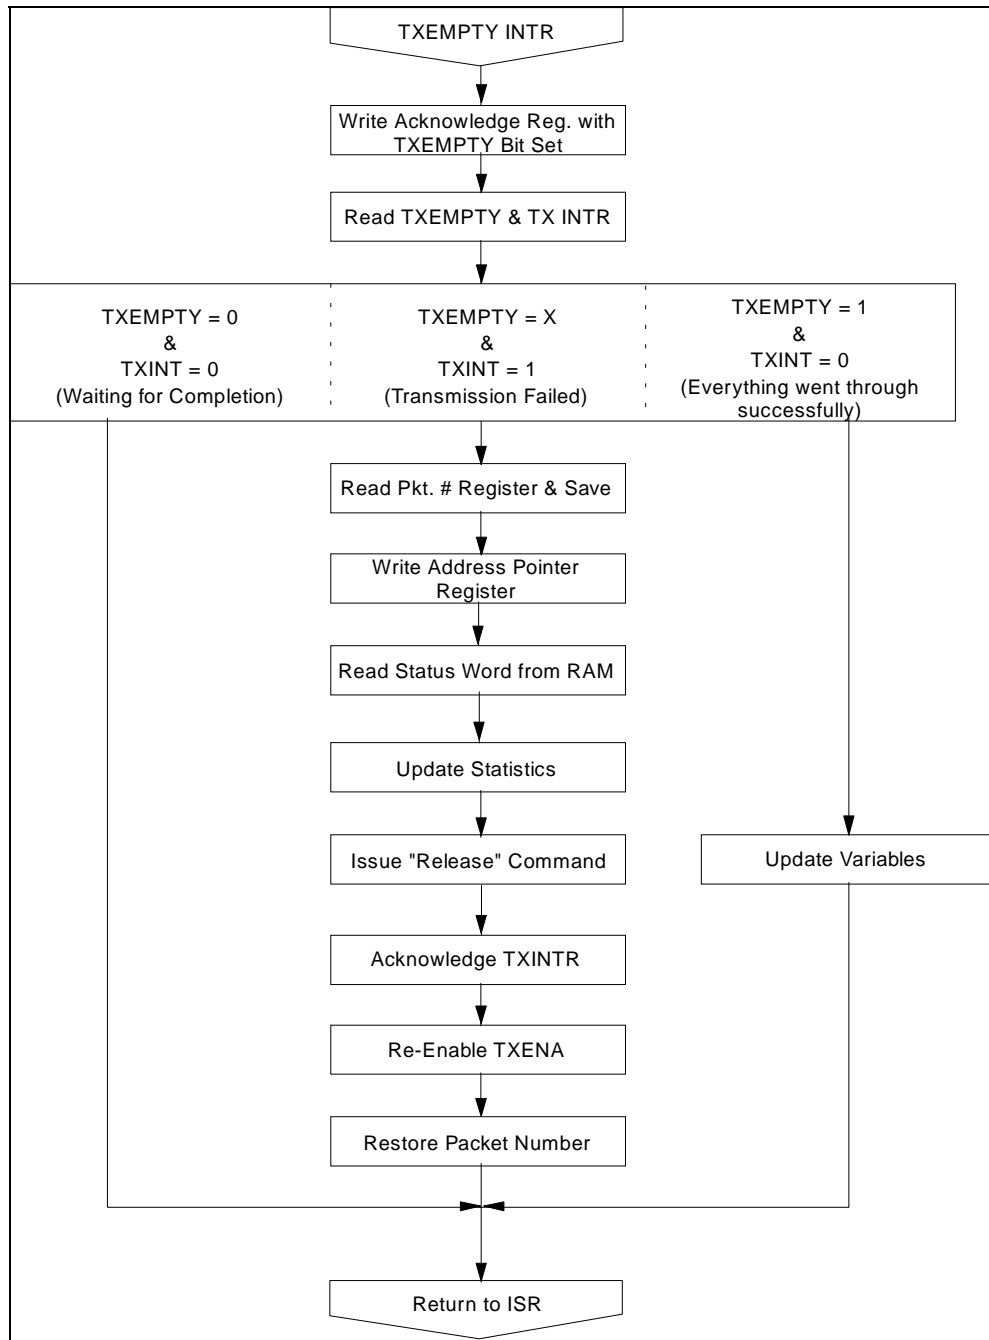 TXEMPTY INTR
Write Acknowledge Reg. with
TXEMPTY Bit Set
Read TXEMPTY & TX INTR
TXEMPTY = 0
&
TXINT = 0
(Waiting for Completion)
TXEMPTY = X
&
TXINT = 1
(Transmission Failed)
TXEMPTY = 1
&
TXINT = 0
(Everything went through
successfully)
Read Pkt. # Register & Save
Write Address Pointer
Register
Read Status Word from RAM
Update Statistics
Issue "Release" Command
Update Variables
Acknowledge TXINTR
Re-Enable TXENA
Restore Packet Number
Return to ISR